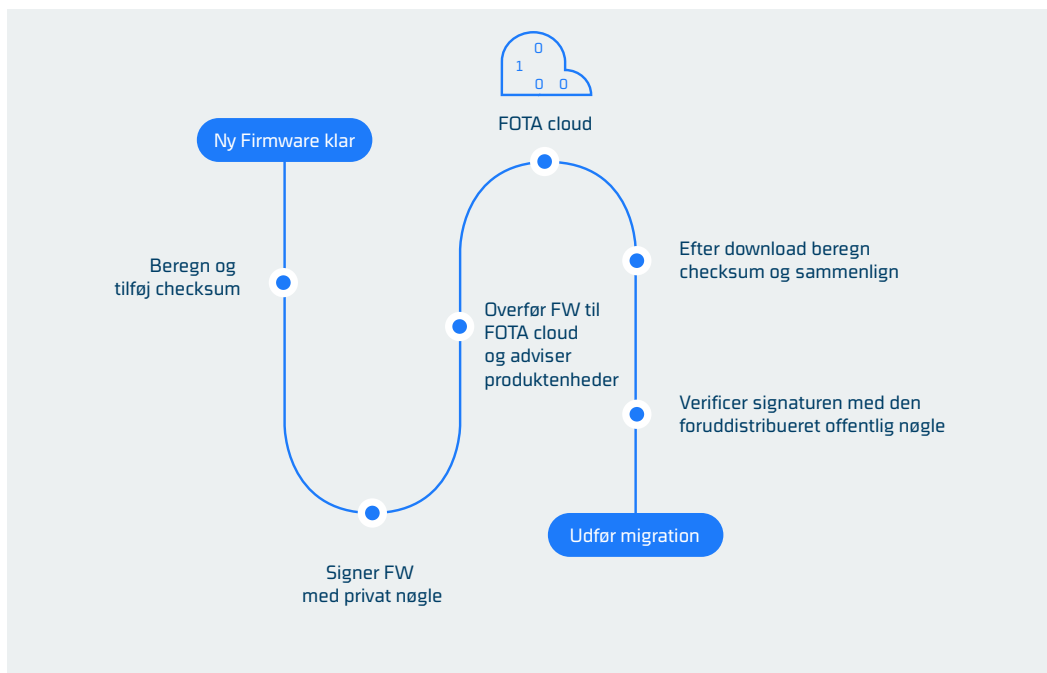 Ny Firmware klar
Beregn og
tilføj checksum
Signer FW
med privat nøgle
Overfør FW til
FOTA cloud
og adviser
produktenheder
0
1
0 0
FOTA cloud
Efter download beregn
checksum og sammenlign
Verificer signaturen med den
foruddistribueret offentlig nøgle
Udfør migration